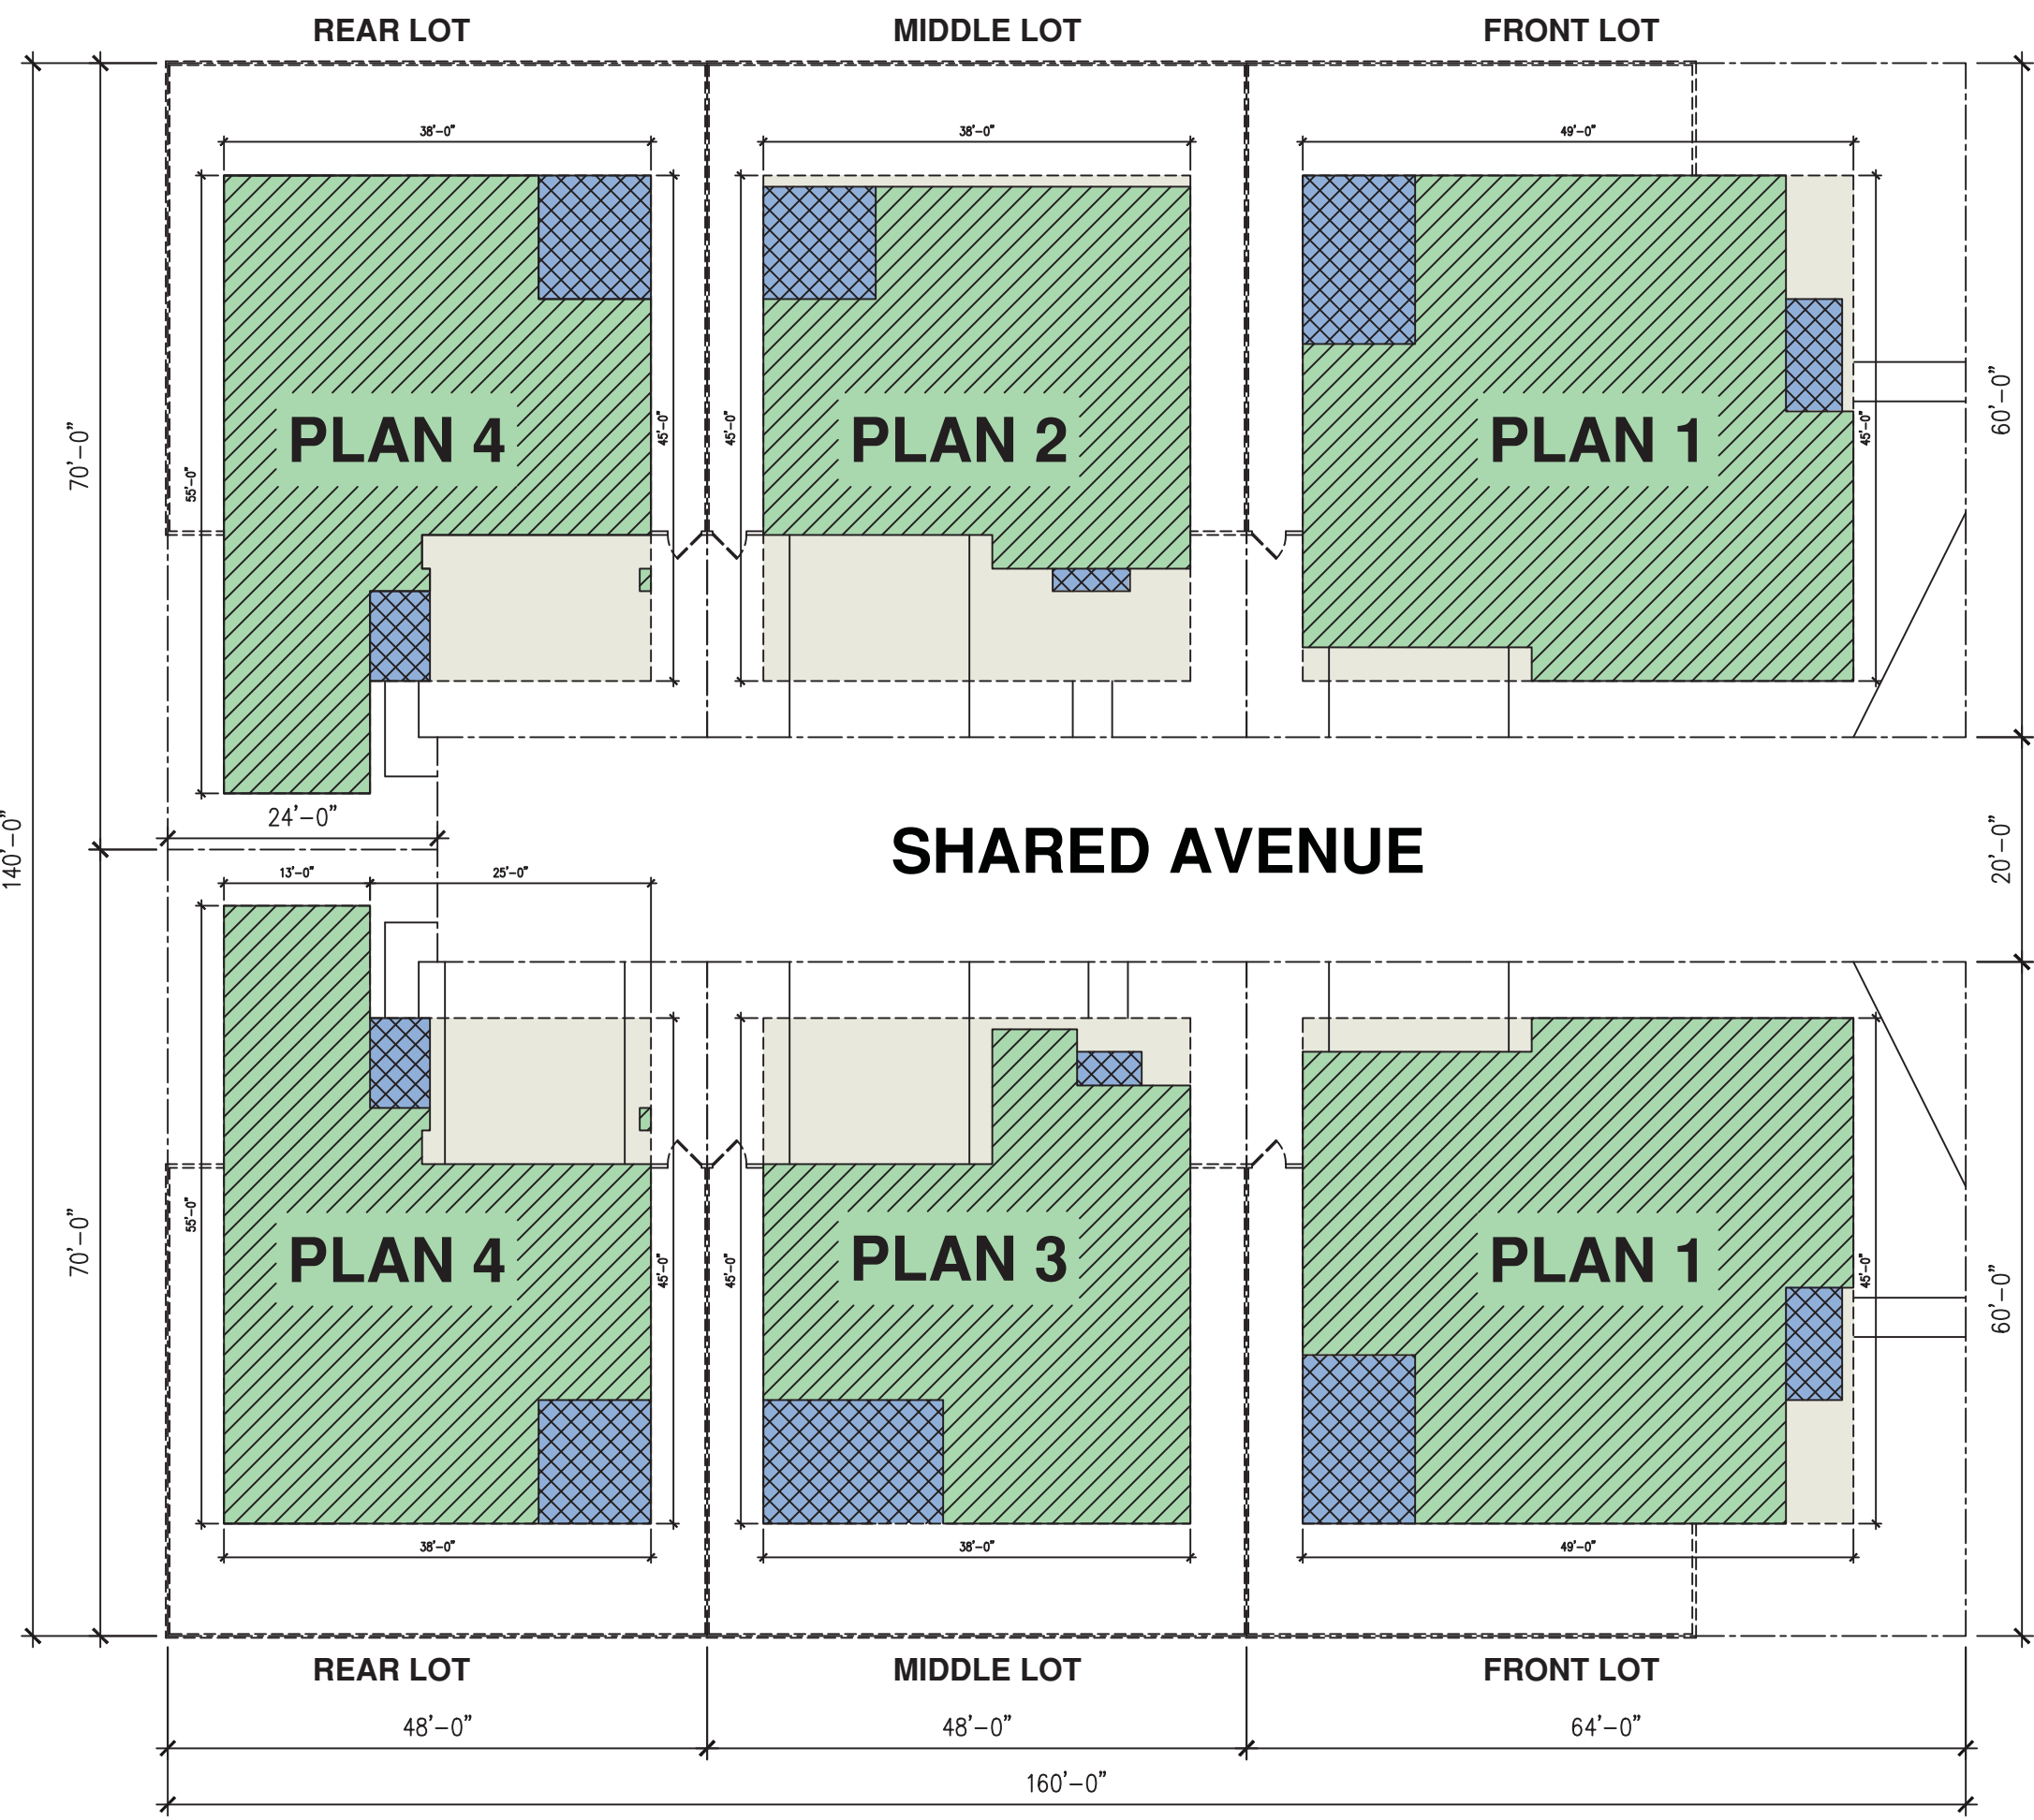 REAR LOT
MIDDLE LOT
FRONT LOT
38'-0"
38'-0"
49'-0"
70'-0"
55'-0"
PLAN 4
45'-0"
45'-0"
PLAN 2
PLAN 1
45'-0"
60'-0"
140'-0"
24'-0"
SHARED AVENUE
20'-0"
13'-0"
25'-0"
70'-0"
55'-0"
PLAN 4
45'-0"
45'-0"
PLAN 3
PLAN 1
45'-0"
60'-0"
38'-0"
38'-0"
49'-0"
REAR LOT
MIDDLE LOT
FRONT LOT
48'-0"
48'-0"
64'-0"
160'-0"